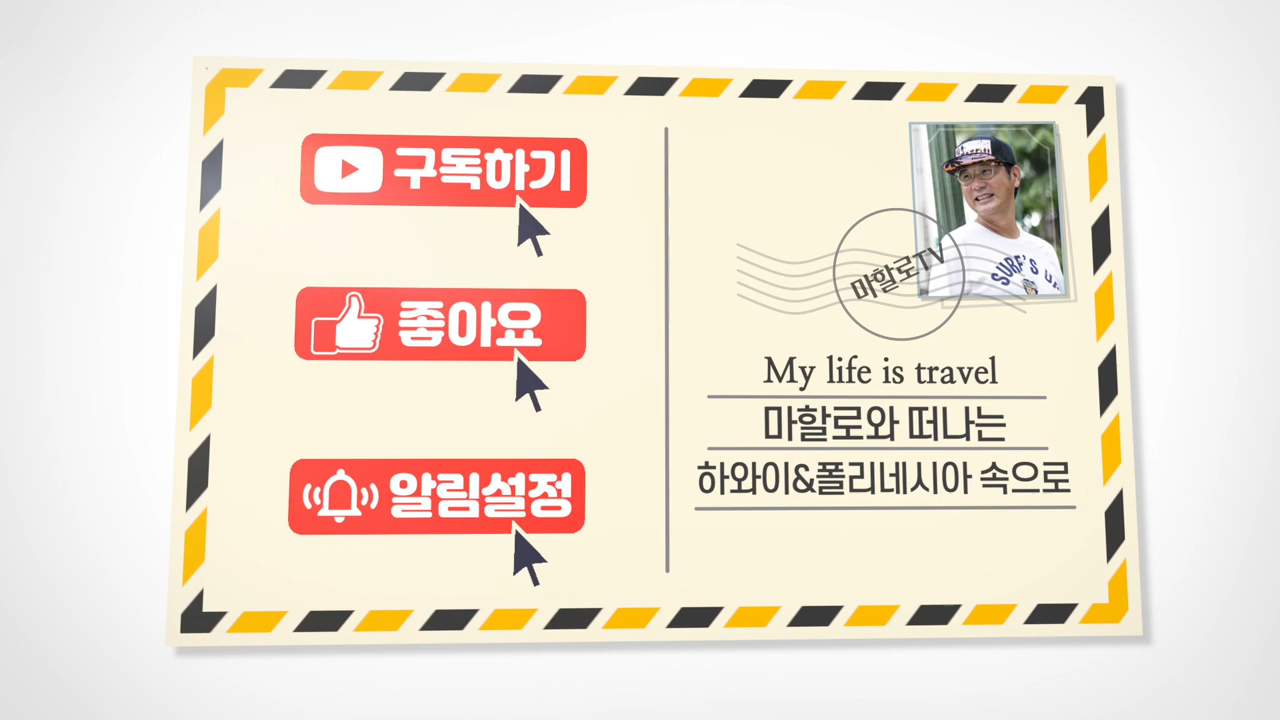 구독하기
좋아요
알림설정
마할로TV
SURF'S
My life is travel
마할로와 떠나는
하와이&폴리네시아 속으로